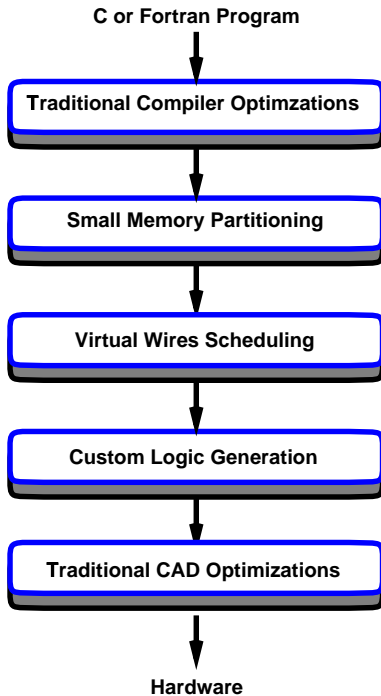 C or Fortran Program
Traditional Compiler Optimzations
Small Memory Partitioning
Virtual Wires Scheduling
Custom Logic Generation
Traditional CAD Optimizations
Hardware